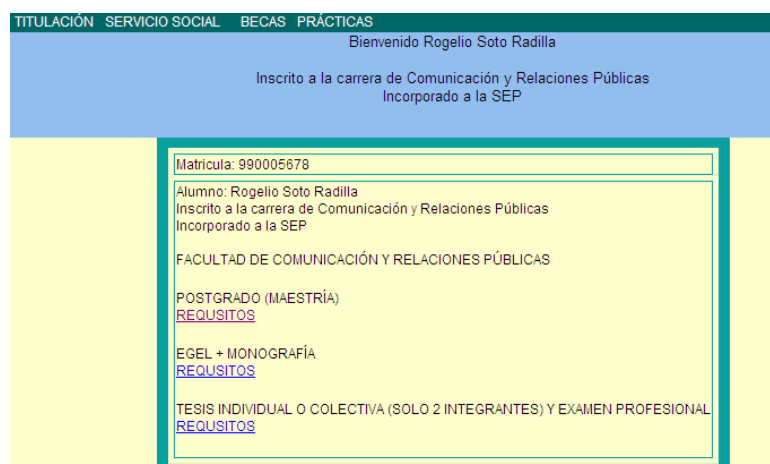 TITULACIÓN SERVICIO SOCIAL BECAS PRÁCTICAS
Bienvenido Rogelio Soto Radilla
Inscrito a la carrera de Comunicación y Relaciones Públicas
Incorporado a la SEP
Matricula: 990005678
Alumno: Rogelio Soto Radilla
Inscrito a la carrera de Comunicación y Relaciones Públicas
Incorporado a la SEP
FACULTAD DE COMUNICACIÓN Y RELACIONES PÚBLICAS
POSTGRADO (MAESTRÍA)
REQUSITOS
EGEL + MONOGRAFÍA
REQUSITOS
TESIS INDIVIDUAL O COLECTIVA (SOLO 2 INTEGRANTES) Y EXAMEN PROFESIONAL
REQUSITOS